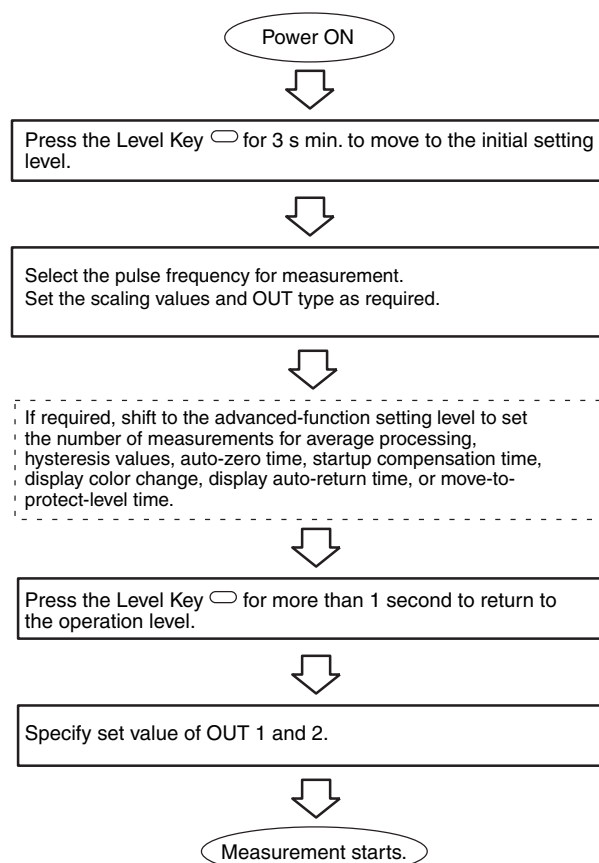 Power ON
Press the Level Key for 3 s min. to move to the initial setting
level.
Select the pulse frequency for measurement.
Set the scaling values and OUT type as required.
If required, shift to the advanced-function setting level to set
the number of measurements for average processing,
hysteresis values, auto-zero time, startup compensation time,
display color change, display auto-return time, or move-to-
protect-level time.
Press the Level Key for more than 1 second to return to
the operation level.
Specify set value of OUT 1 and 2.
Measurement starts.